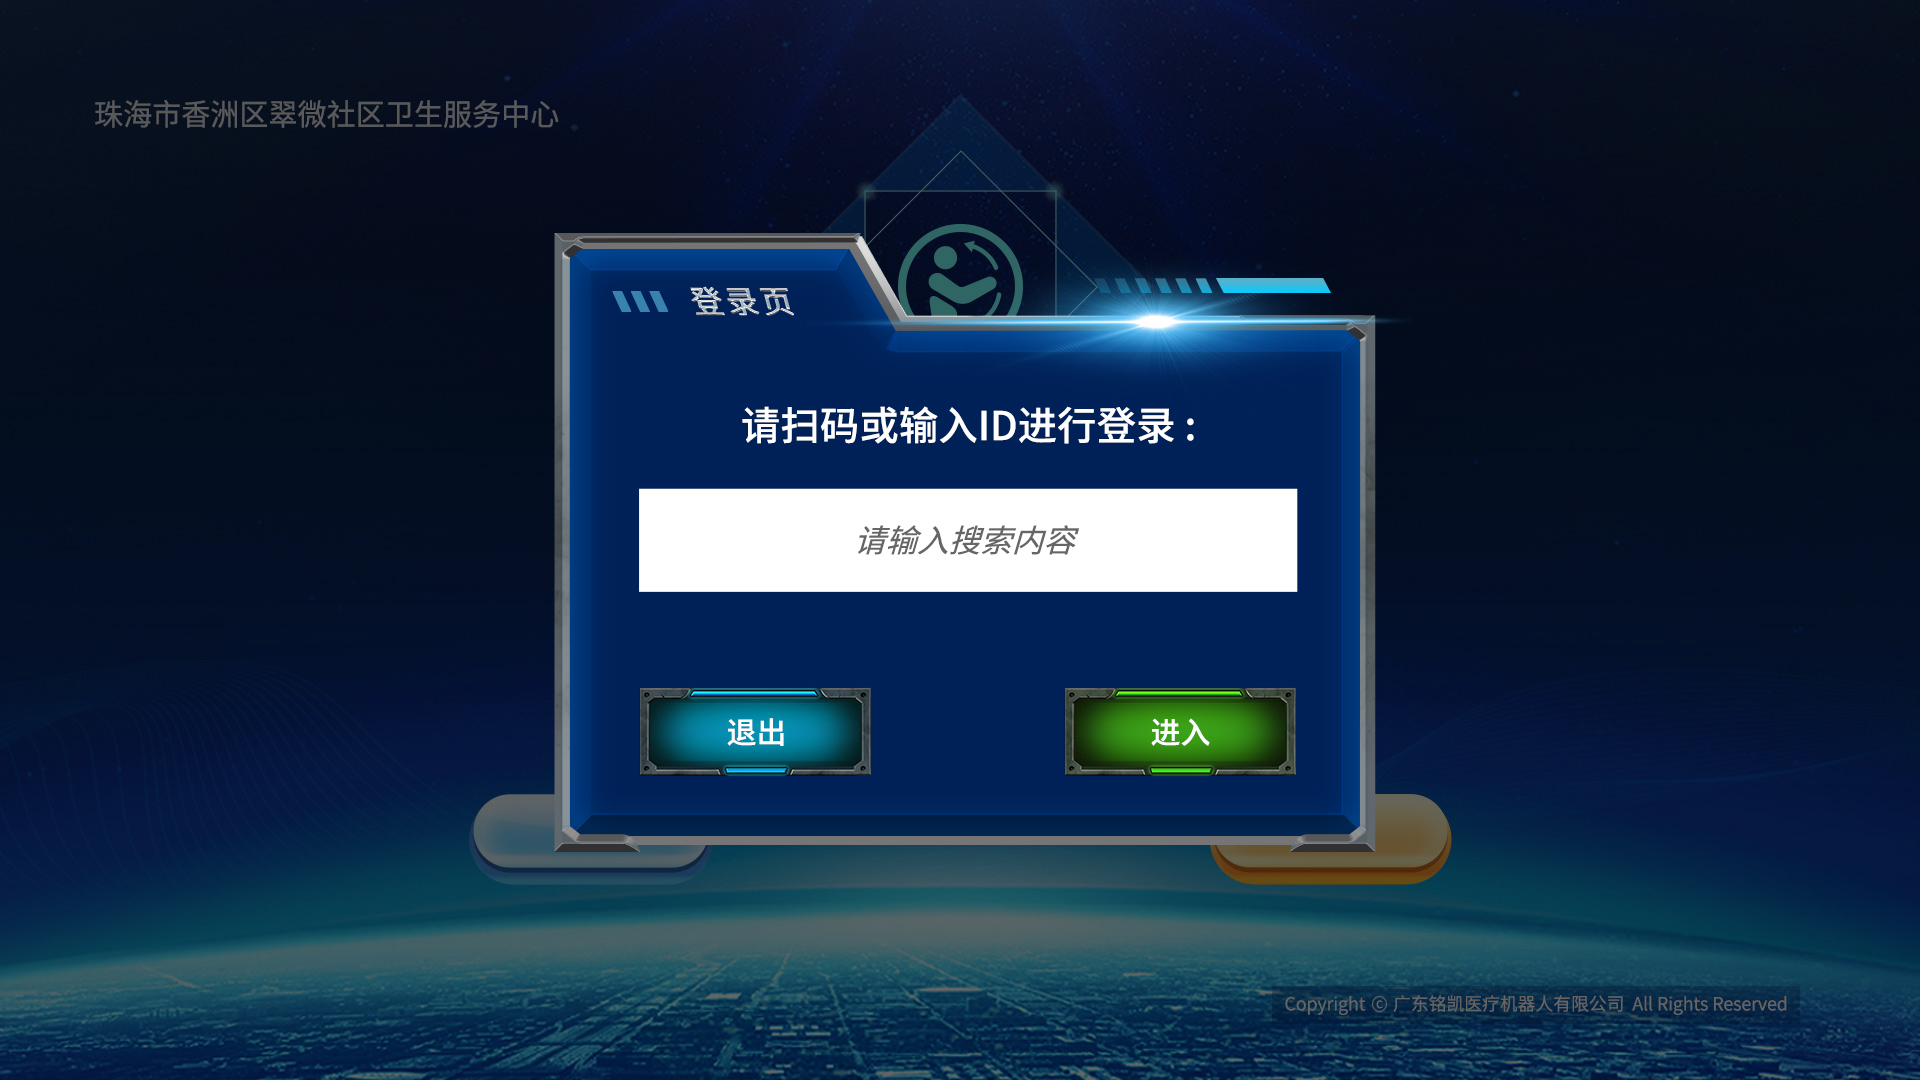 珠海市香洲区翠微社区卫生服务中心
登录页
请扫码或输入ID进行登录：
请输入搜索内容
退出
进入
Copyright © 广东铭凯医疗机器人有限公司 All Rights Reserved